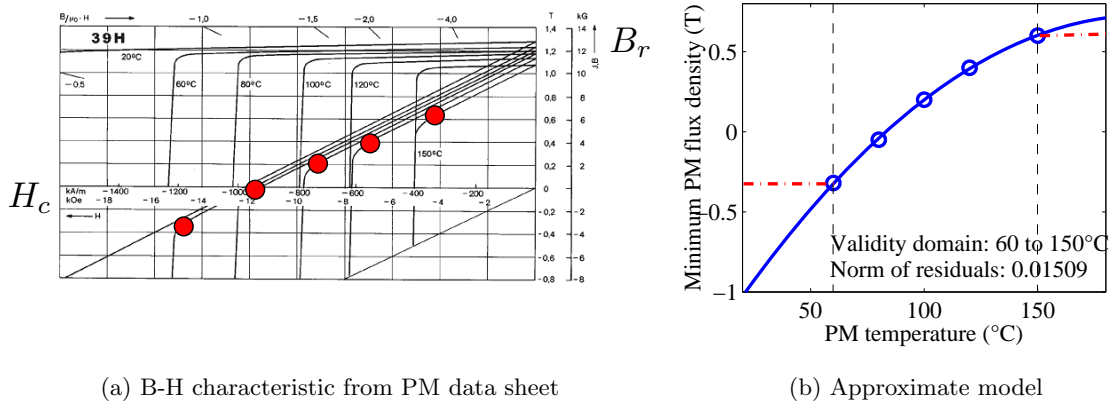 B/μ₀·H
−1,0
−1,5
−2,0
−4,0
T
kG
39H
20ºC
−0.5
60ºC
80ºC
100ºC
120ºC
150ºC
1,4
1,2
1,0
0,8
0,6
0,4
0,2
0
−0,2
−0,4
−0,6
−0,8
14
12
10
8
6
4
2
0
−2
−4
−6
−8
J,B
B_r
H_c
kA/m
−1400
−1200
−1000
−800
−600
−400
−200
kOe
−18
−16
−14
−12
−10
−8
−6
−4
−2
H
(a) B-H characteristic from PM data sheet
Minimum PM flux density (T)
0.5
0
−0.5
−1
Validity domain: 60 to 150°C
Norm of residuals: 0.01509
50
100
150
PM temperature (°C)
(b) Approximate model